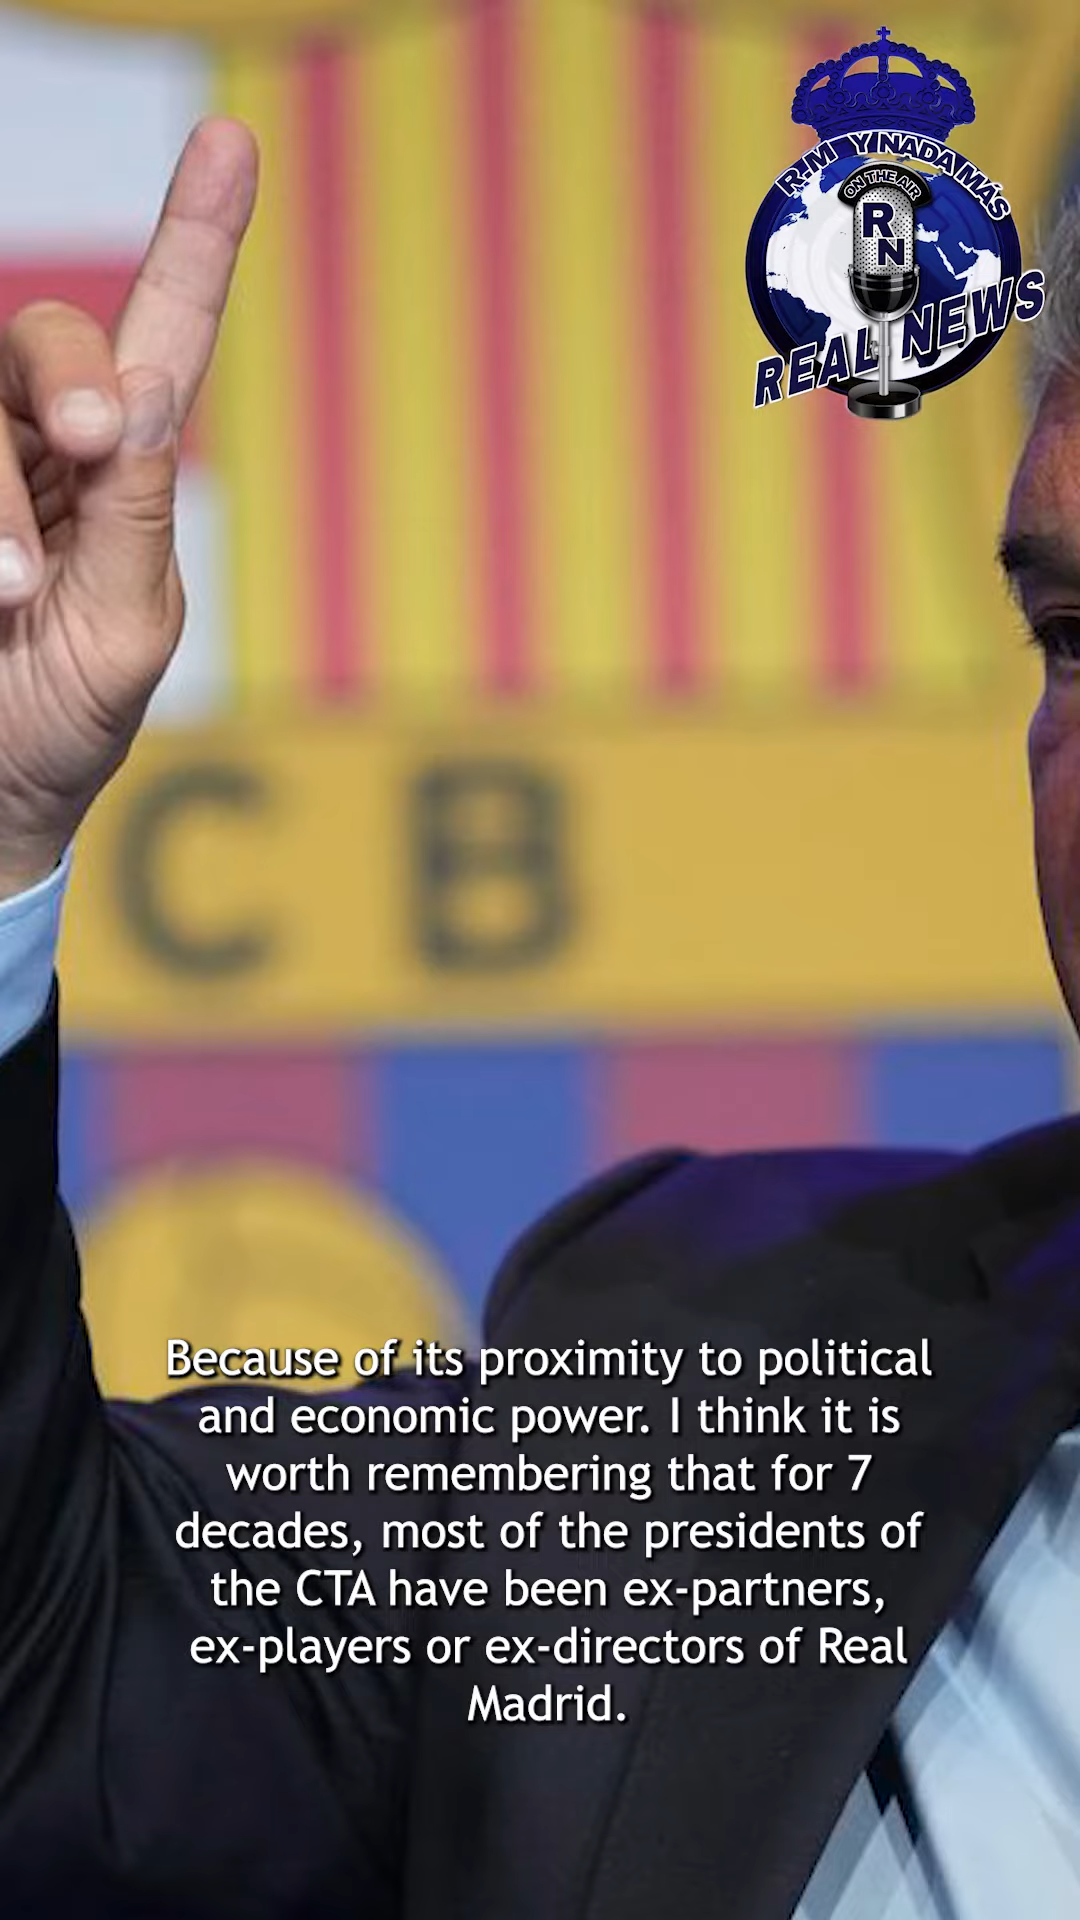 R.M Y NADA MÁS
ON THE AIR
R
N
REAL NEWS
C B
Because of its proximity to political
and economic power. I think it is
worth remembering that for 7
decades, most of the presidents of
the CTA have been ex-partners,
ex-players or ex-directors of Real
Madrid.